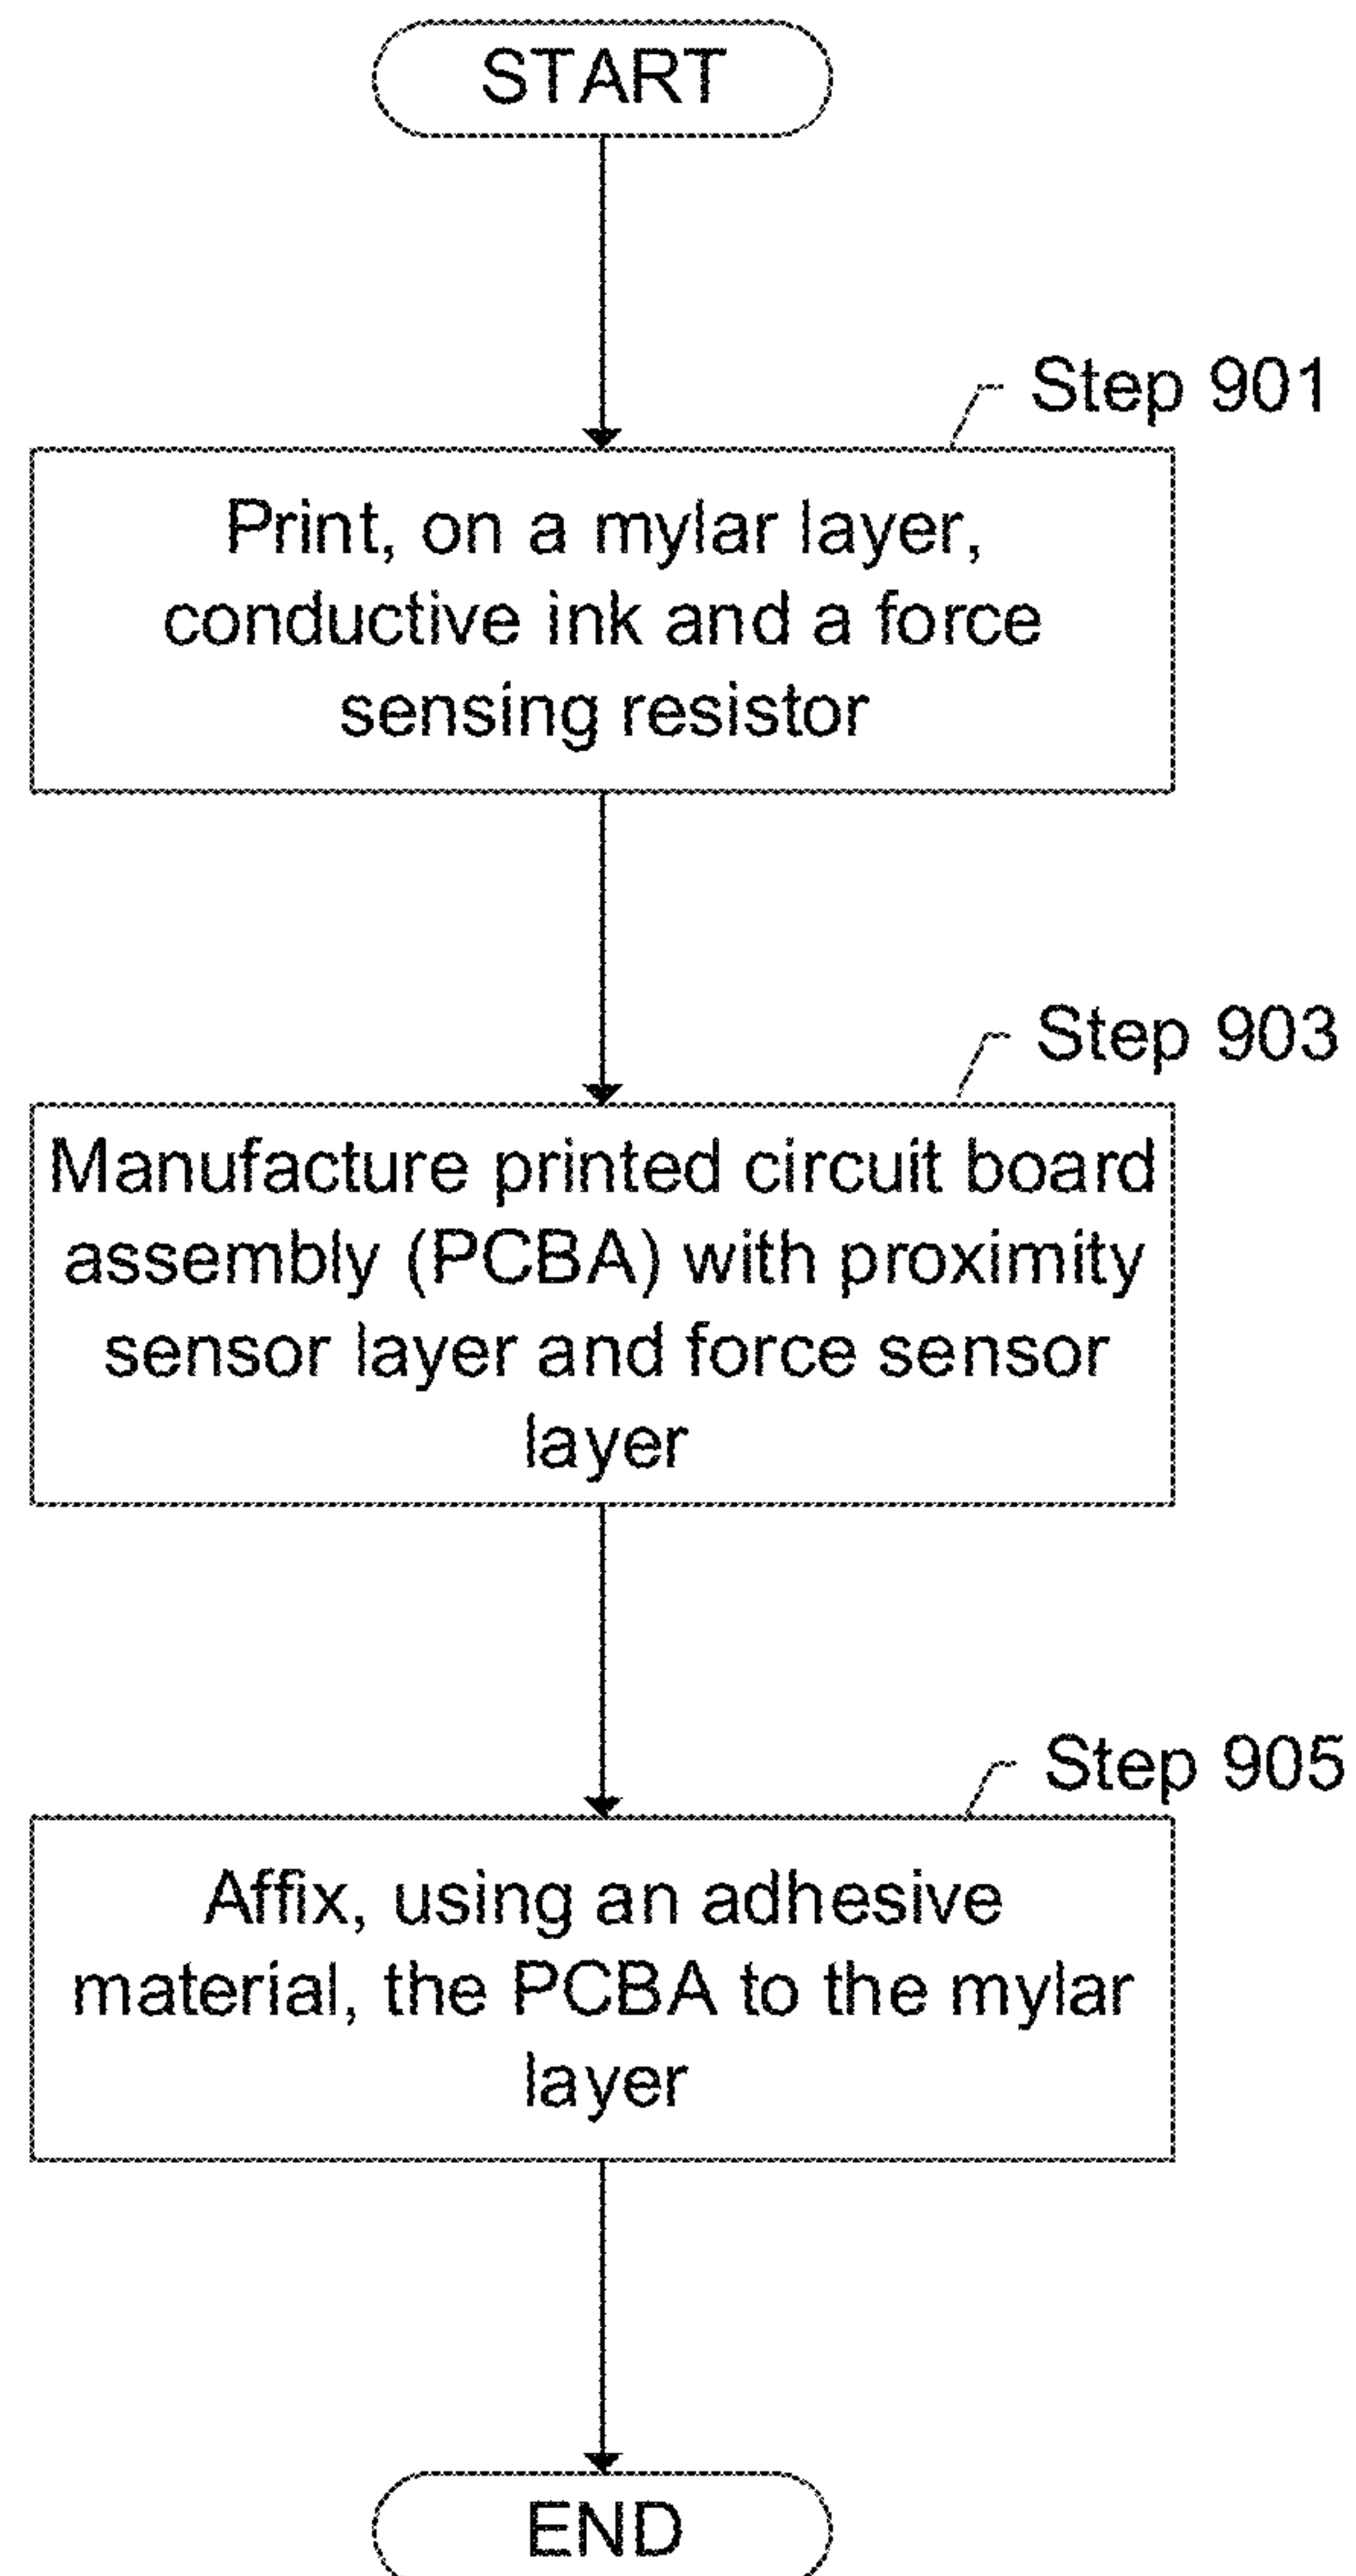 START
Step 901
Print, on a mylar layer,
conductive ink and a force
sensing resistor
Step 903
Manufacture printed circuit board
assembly (PCBA) with proximity
sensor layer and force sensor
layer
Step 905
Affix, using an adhesive
material, the PCBA to the mylar
layer
END